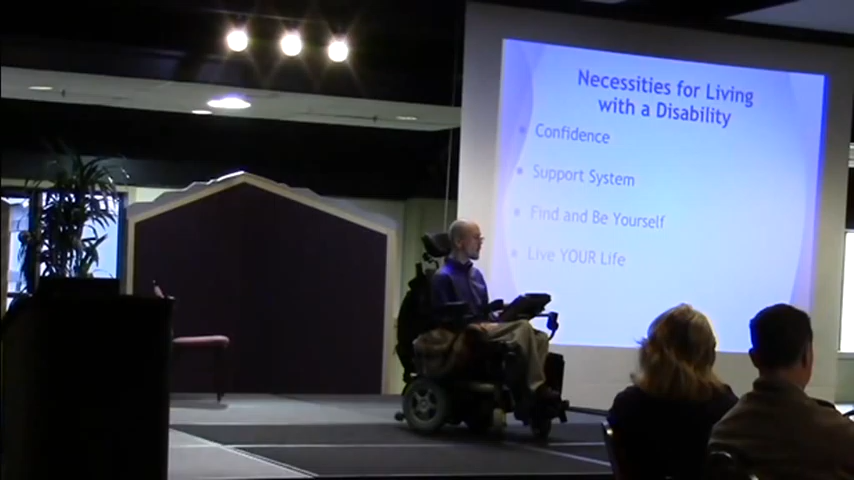 Necessities for Living
with a Disability
Confidence
Support System
Find and Be Yourself
Live YOUR Life